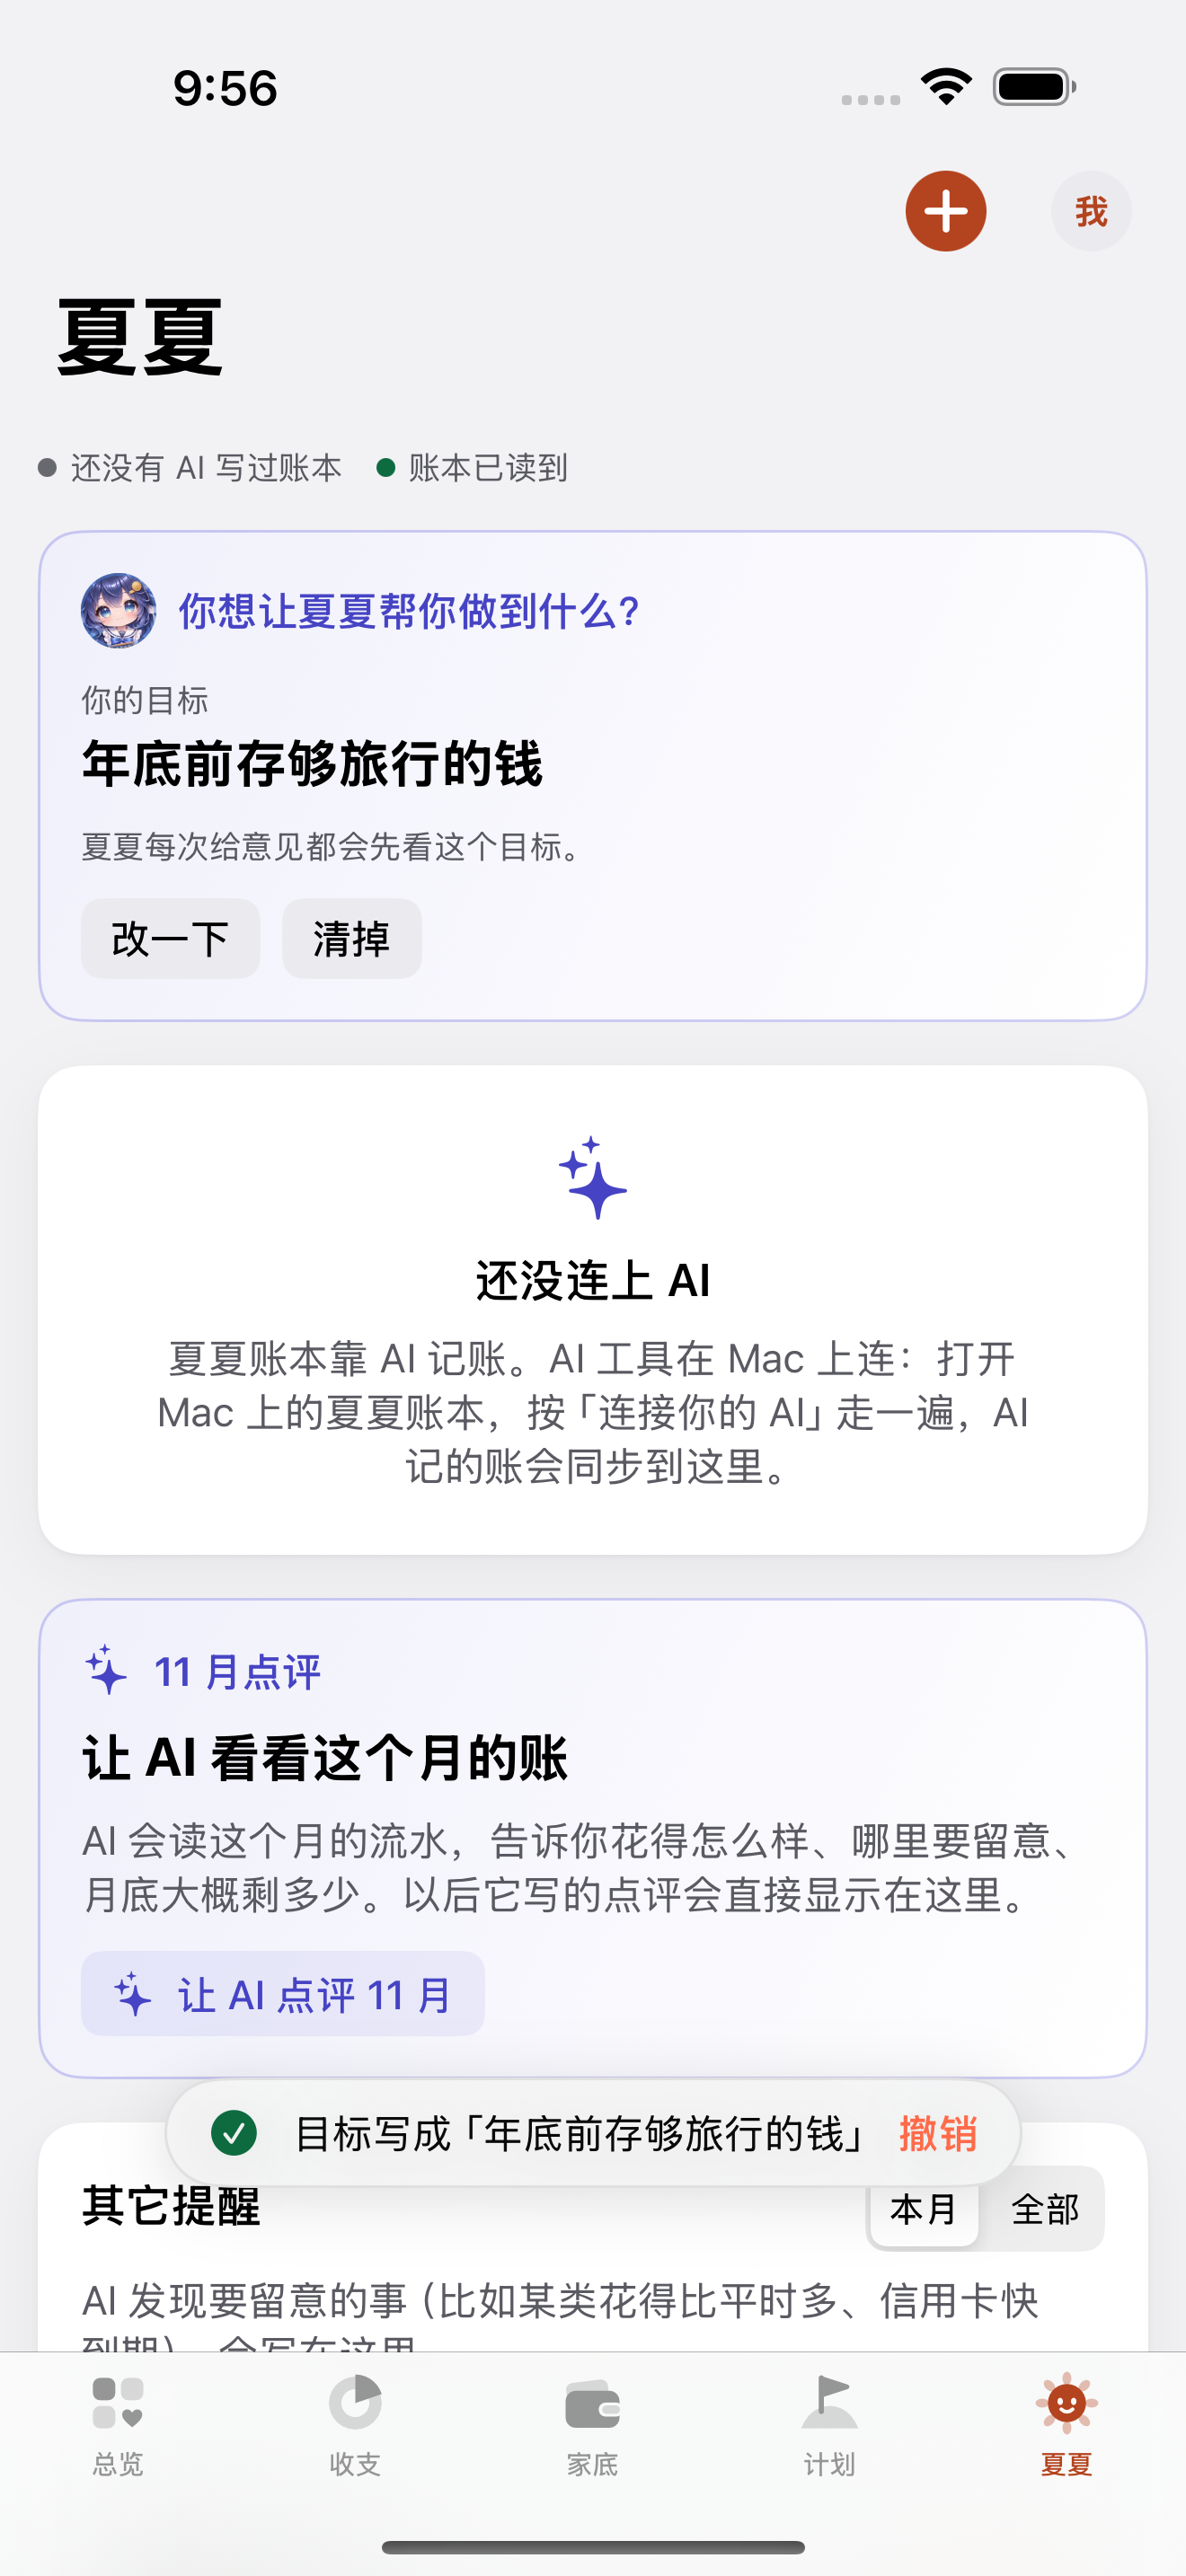 9:56
我
夏夏
还没有 AI 写过账本 账本已读到
你想让夏夏帮你做到什么?
你的目标
年底前存够旅行的钱
夏夏每次给意见都会先看这个目标。
改一下 清掉
还没连上 AI
夏夏账本靠 AI 记账。AI 工具在 Mac 上连：打开
Mac 上的夏夏账本，按「连接你的 AI」走一遍，AI
记的账会同步到这里。
11 月点评
让 AI 看看这个月的账
AI 会读这个月的流水，告诉你花得怎么样、哪里要留意、
月底大概剩多少。以后它写的点评会直接显示在这里。
让 AI 点评 11 月
目标写成「年底前存够旅行的钱」 撤销
其它提醒 本月 全部
AI 发现要留意的事（比如某类花得比平时多、信用卡快
到期），会写在这里
总览 收支 家底 计划 夏夏